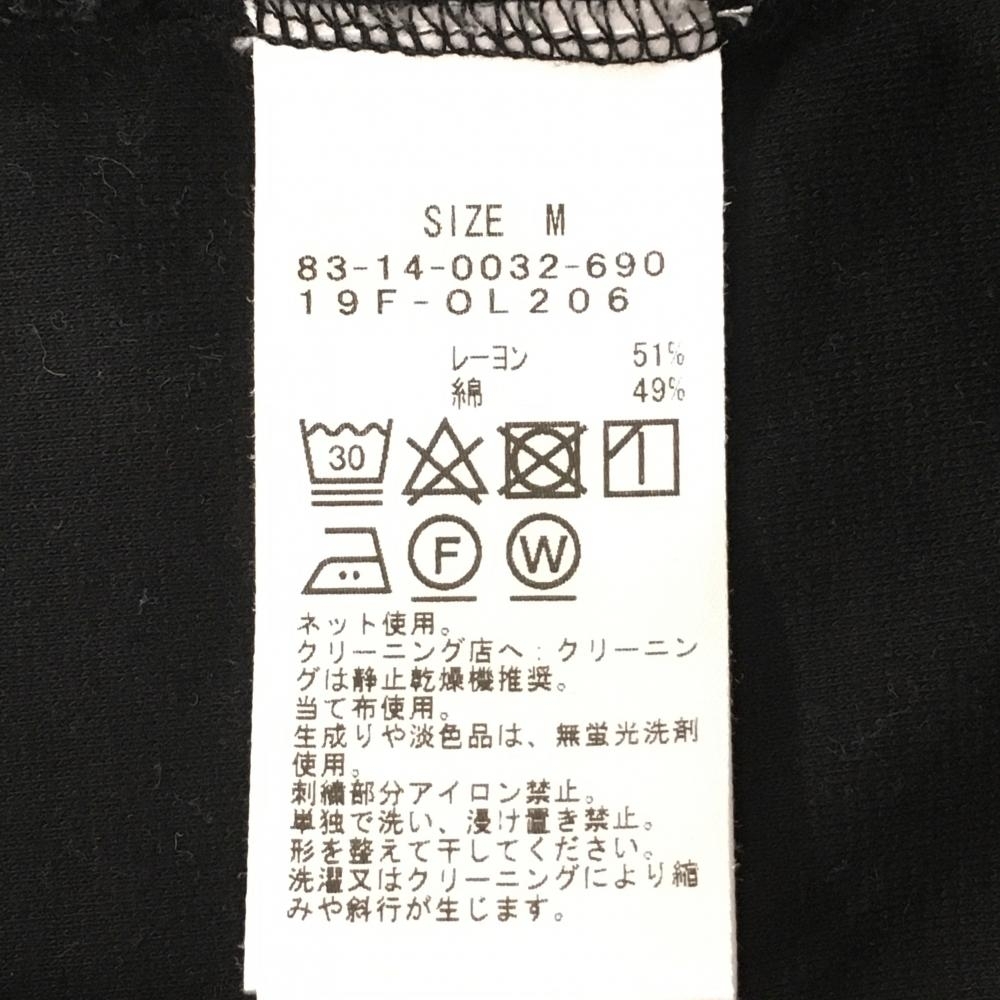 SIZE M
83-14-0032-690
19F-OL206
レーヨン 51%
綿 49%
30
F W
ネット使用。
クリーニング店へ:クリーニン
グは静止乾燥機推奨。
当て布使用。
生成りや淡色品は、無蛍光洗剤
使用。
刺繍部分アイロン禁止。
単独で洗い、浸け置き禁止。
形を整えて干してください。
洗濯又はクリーニングにより縮
みや斜行が生じます。